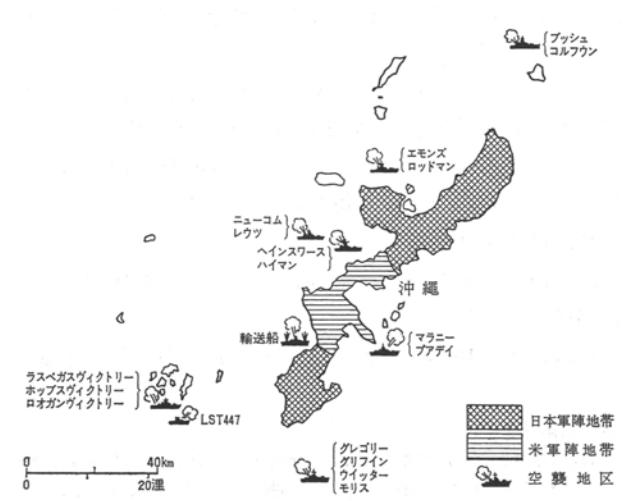 ブッシュ
コルフウン
エモンズ
ロッドマン
ニューコム
レウツ
ヘインスワース
ハイマン
沖縄
輸送船
マラニー
プアデイ
ラスベガスヴィクトリー
ホップスヴィクトリー
ロオガンヴィクトリー
LST447
グレゴリー
グリフイン
ウイッター
モリス
日本軍陣地帯
米軍陣地帯
空襲地区
0 40km
0 20浬